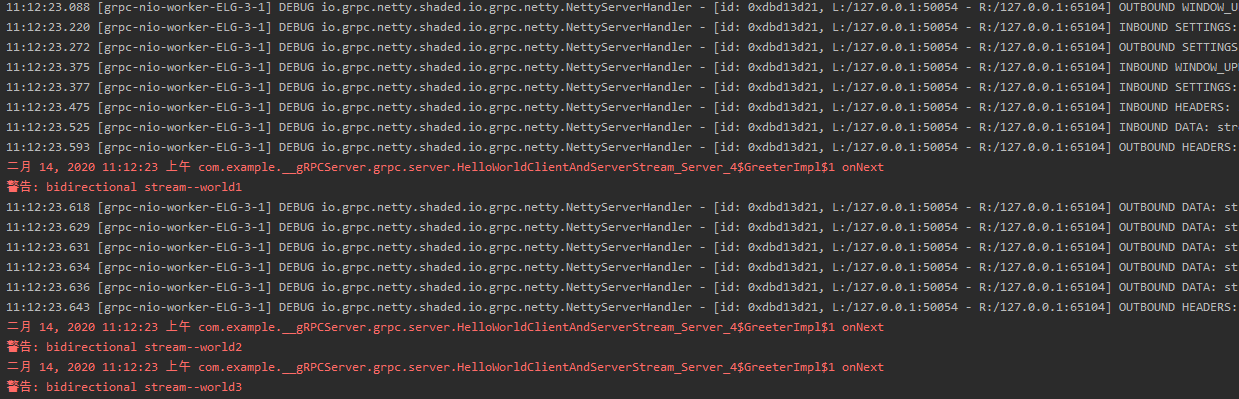 11:12:23.088 [grpc-nio-worker-ELG-3-1] DEBUG io.grpc.netty.shaded.io.grpc.netty.NettyServerHandler - [id: 0xdbd13d21, L:/127.0.0.1:50054 - R:/127.0.0.1:65104] OUTBOUND WINDOW_U
11:12:23.220 [grpc-nio-worker-ELG-3-1] DEBUG io.grpc.netty.shaded.io.grpc.netty.NettyServerHandler - [id: 0xdbd13d21, L:/127.0.0.1:50054 - R:/127.0.0.1:65104] INBOUND SETTINGS:
11:12:23.272 [grpc-nio-worker-ELG-3-1] DEBUG io.grpc.netty.shaded.io.grpc.netty.NettyServerHandler - [id: 0xdbd13d21, L:/127.0.0.1:50054 - R:/127.0.0.1:65104] OUTBOUND SETTINGS
11:12:23.375 [grpc-nio-worker-ELG-3-1] DEBUG io.grpc.netty.shaded.io.grpc.netty.NettyServerHandler - [id: 0xdbd13d21, L:/127.0.0.1:50054 - R:/127.0.0.1:65104] INBOUND WINDOW_UP
11:12:23.377 [grpc-nio-worker-ELG-3-1] DEBUG io.grpc.netty.shaded.io.grpc.netty.NettyServerHandler - [id: 0xdbd13d21, L:/127.0.0.1:50054 - R:/127.0.0.1:65104] INBOUND SETTINGS:
11:12:23.475 [grpc-nio-worker-ELG-3-1] DEBUG io.grpc.netty.shaded.io.grpc.netty.NettyServerHandler - [id: 0xdbd13d21, L:/127.0.0.1:50054 - R:/127.0.0.1:65104] INBOUND HEADERS:
11:12:23.525 [grpc-nio-worker-ELG-3-1] DEBUG io.grpc.netty.shaded.io.grpc.netty.NettyServerHandler - [id: 0xdbd13d21, L:/127.0.0.1:50054 - R:/127.0.0.1:65104] INBOUND DATA: stre
11:12:23.593 [grpc-nio-worker-ELG-3-1] DEBUG io.grpc.netty.shaded.io.grpc.netty.NettyServerHandler - [id: 0xdbd13d21, L:/127.0.0.1:50054 - R:/127.0.0.1:65104] OUTBOUND HEADERS:
二月 14, 2020 11:12:23 上午 com.example.__gRPCServer.grpc.server.HelloWorldClientAndServerStream_Server_4$GreeterImpl$1 onNext
警告: bidirectional stream--world1
11:12:23.618 [grpc-nio-worker-ELG-3-1] DEBUG io.grpc.netty.shaded.io.grpc.netty.NettyServerHandler - [id: 0xdbd13d21, L:/127.0.0.1:50054 - R:/127.0.0.1:65104] OUTBOUND DATA: st
11:12:23.629 [grpc-nio-worker-ELG-3-1] DEBUG io.grpc.netty.shaded.io.grpc.netty.NettyServerHandler - [id: 0xdbd13d21, L:/127.0.0.1:50054 - R:/127.0.0.1:65104] OUTBOUND DATA: st
11:12:23.631 [grpc-nio-worker-ELG-3-1] DEBUG io.grpc.netty.shaded.io.grpc.netty.NettyServerHandler - [id: 0xdbd13d21, L:/127.0.0.1:50054 - R:/127.0.0.1:65104] OUTBOUND DATA: st
11:12:23.634 [grpc-nio-worker-ELG-3-1] DEBUG io.grpc.netty.shaded.io.grpc.netty.NettyServerHandler - [id: 0xdbd13d21, L:/127.0.0.1:50054 - R:/127.0.0.1:65104] OUTBOUND DATA: st
11:12:23.636 [grpc-nio-worker-ELG-3-1] DEBUG io.grpc.netty.shaded.io.grpc.netty.NettyServerHandler - [id: 0xdbd13d21, L:/127.0.0.1:50054 - R:/127.0.0.1:65104] OUTBOUND DATA: st
11:12:23.643 [grpc-nio-worker-ELG-3-1] DEBUG io.grpc.netty.shaded.io.grpc.netty.NettyServerHandler - [id: 0xdbd13d21, L:/127.0.0.1:50054 - R:/127.0.0.1:65104] OUTBOUND HEADERS:
二月 14, 2020 11:12:23 上午 com.example.__gRPCServer.grpc.server.HelloWorldClientAndServerStream_Server_4$GreeterImpl$1 onNext
警告: bidirectional stream--world2
二月 14, 2020 11:12:23 上午 com.example.__gRPCServer.grpc.server.HelloWorldClientAndServerStream_Server_4$GreeterImpl$1 onNext
警告: bidirectional stream--world3